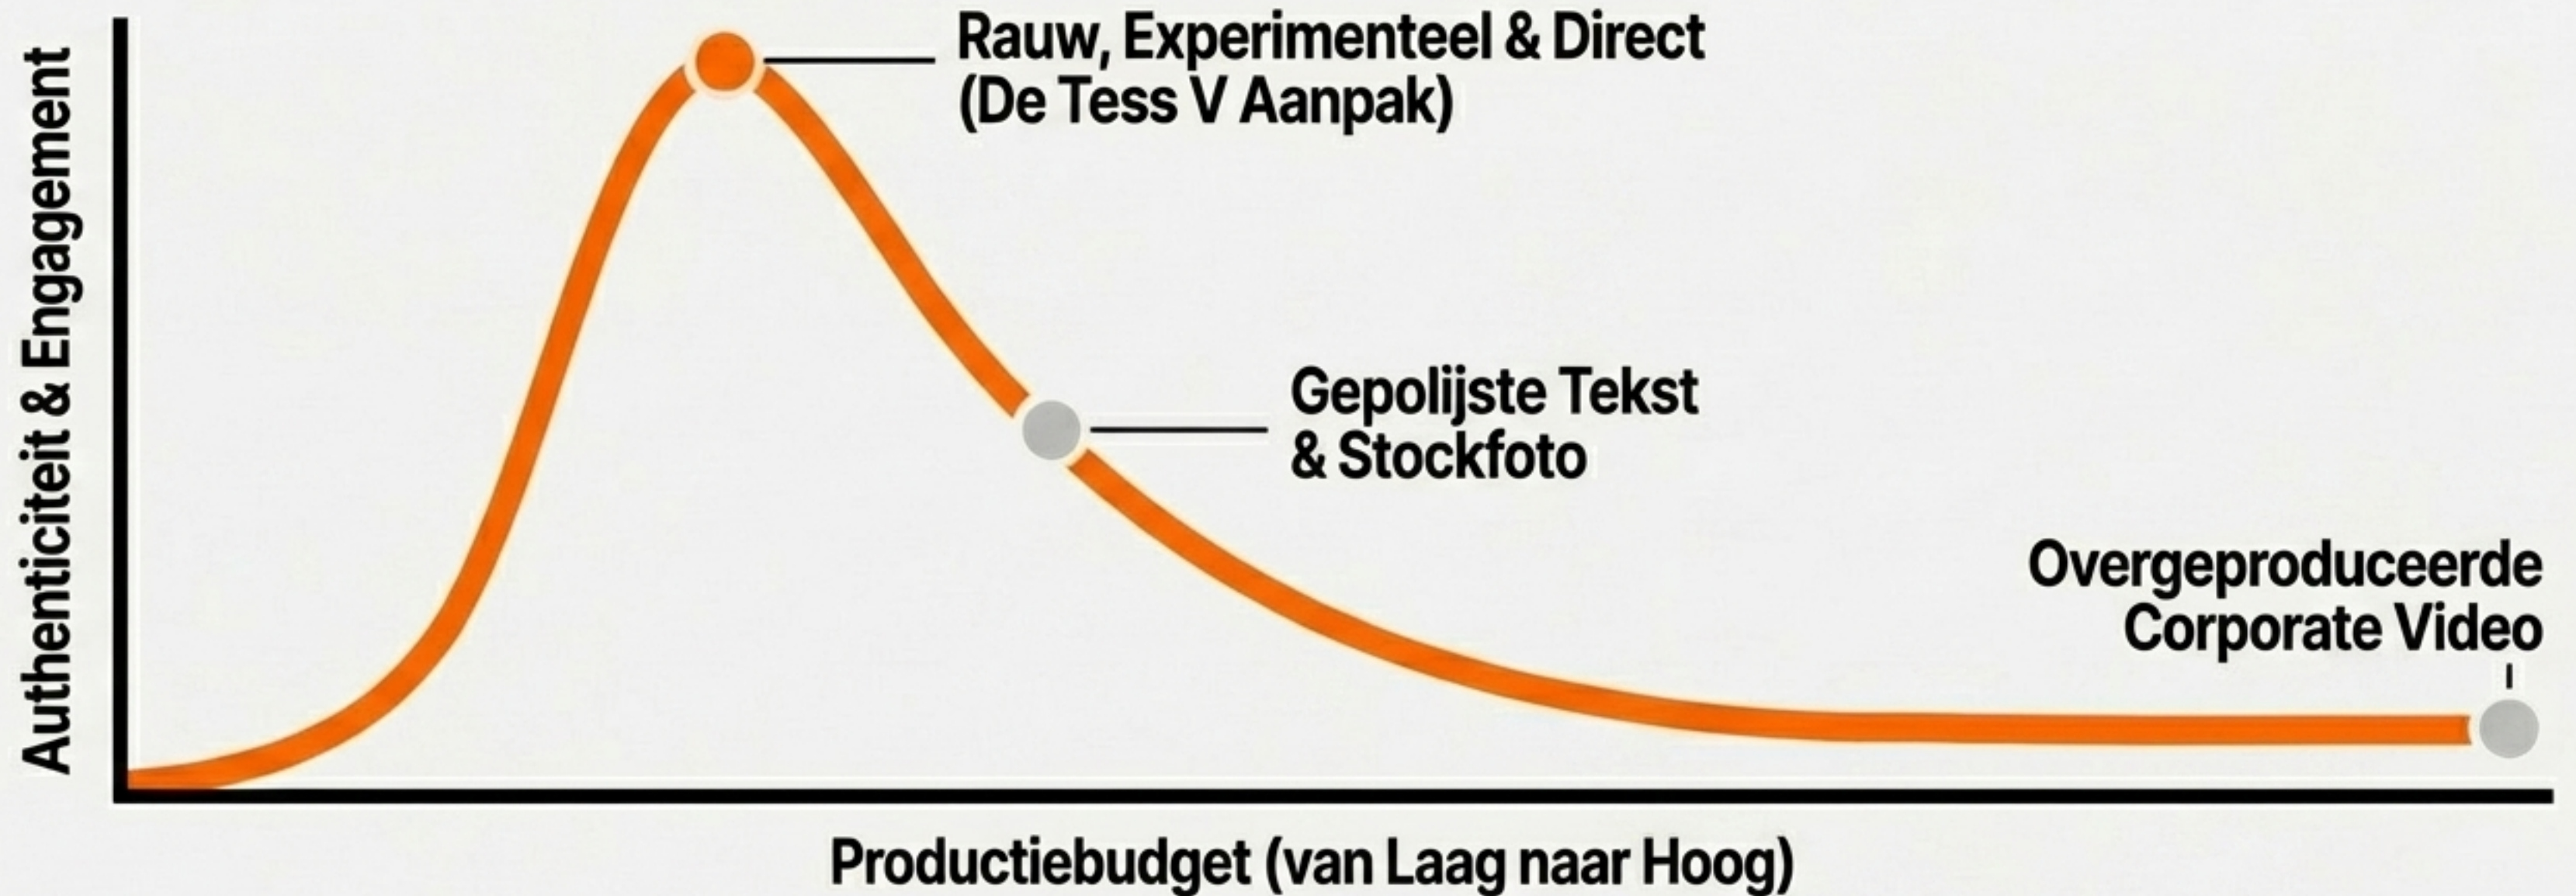 Authenticiteit & Engagement
Rauw, Experimenteel & Direct
(De Tess V Aanpak)
Gepolijste Tekst
& Stockfoto
Overgeproduceerde
Corporate Video
Productiebudget (van Laag naar Hoog)